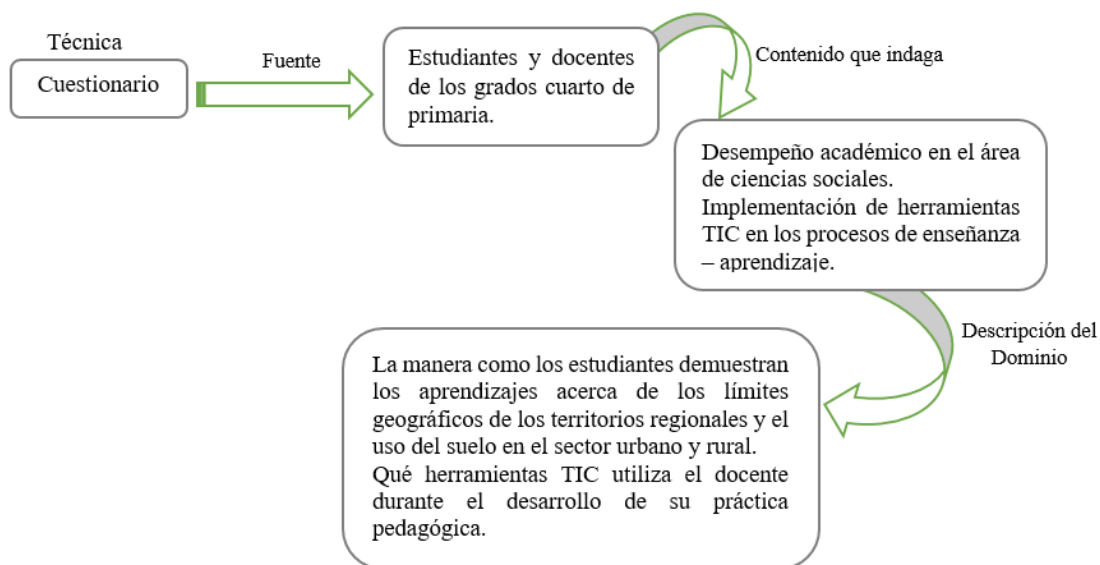 Técnica
Cuestionario
Fuente
Estudiantes y docentes
de los grados cuarto de
primaria.
Contenido que indaga
Desempeño académico en el área
de ciencias sociales.
Implementación de herramientas
TIC en los procesos de enseñanza
– aprendizaje.
Descripción del
Dominio
La manera como los estudiantes demuestran
los aprendizajes acerca de los límites
geográficos de los territorios regionales y el
uso del suelo en el sector urbano y rural.
Qué herramientas TIC utiliza el docente
durante el desarrollo de su práctica
pedagógica.